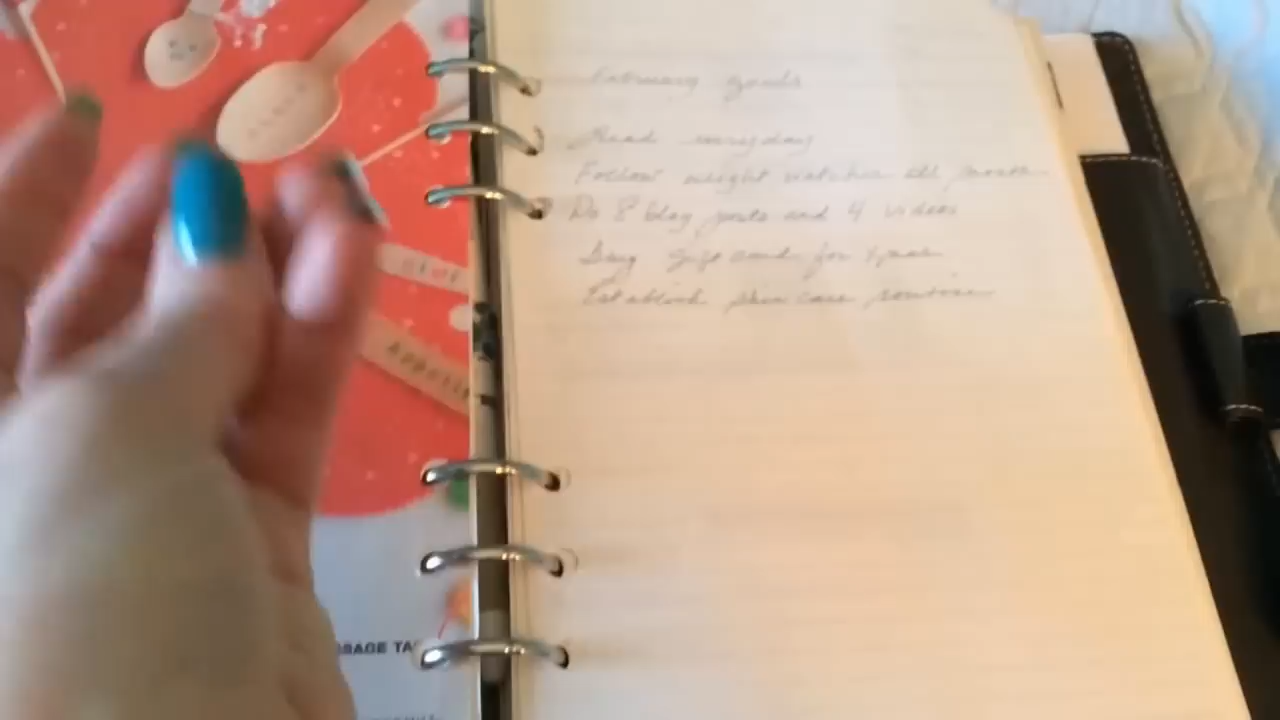 February goals
Read everyday
Follow weight watchers all month
Do 8 blog posts and 4 videos
Buy gift card for
Establish skin care routine